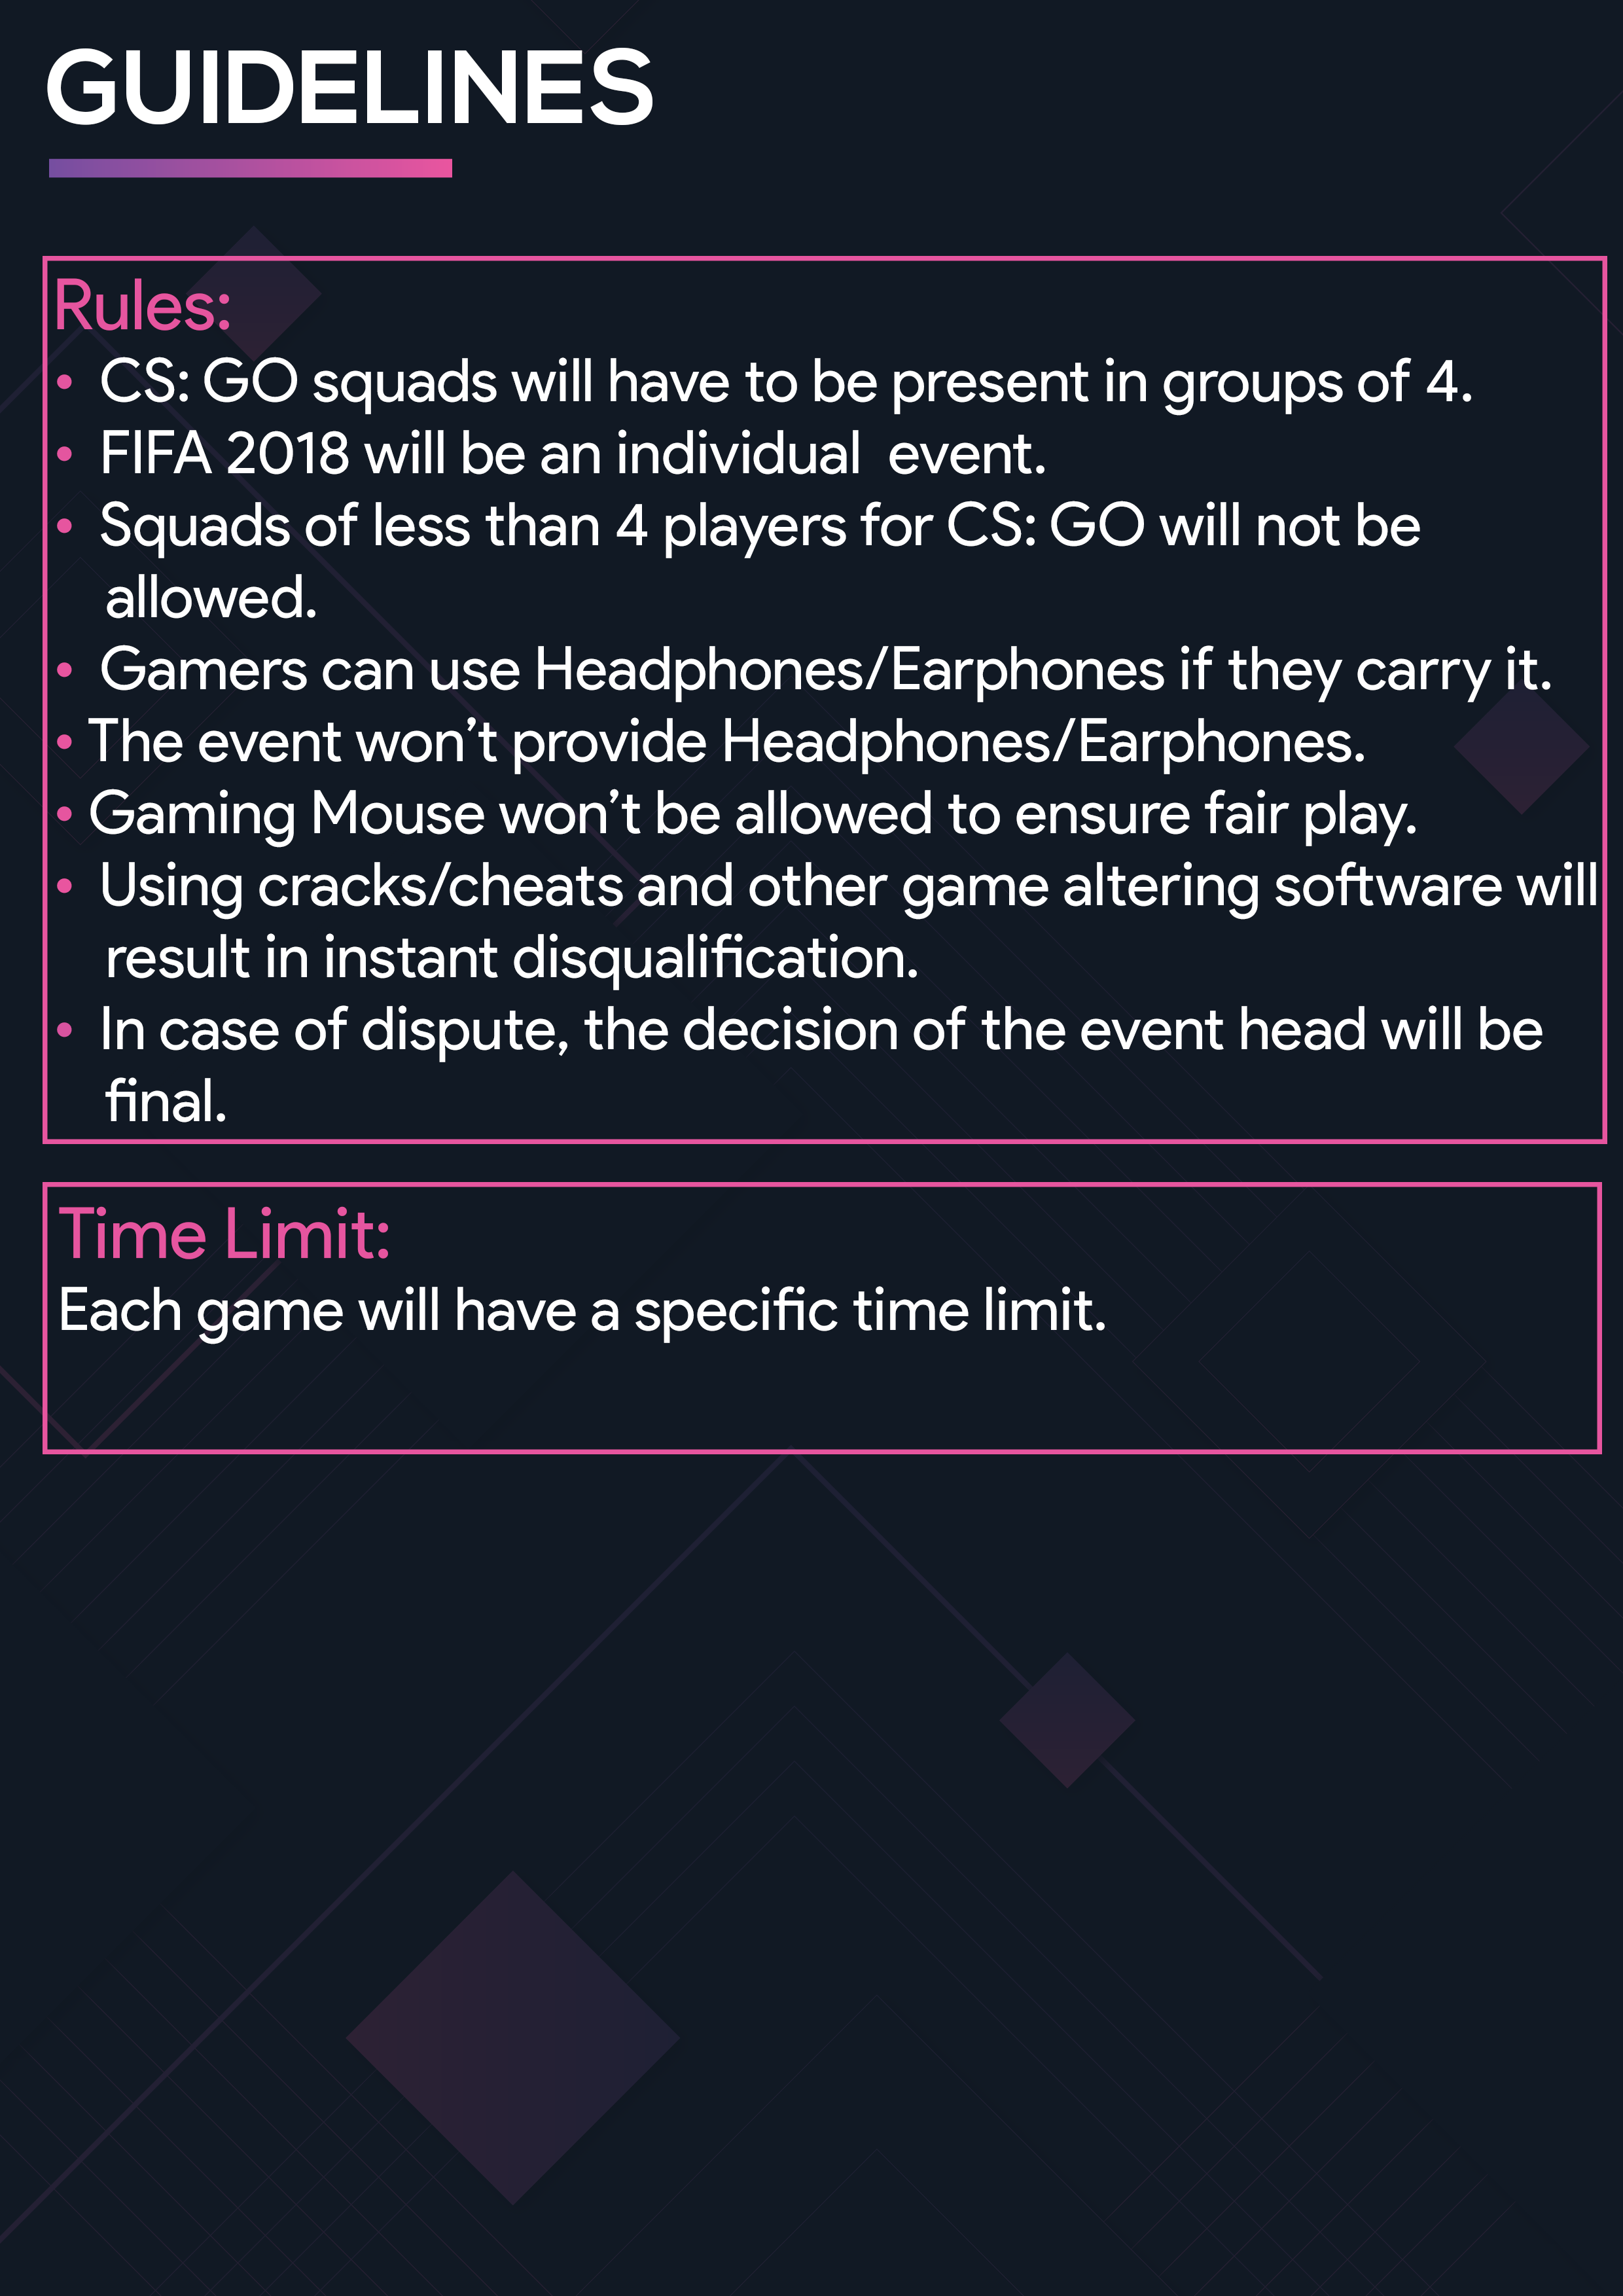 GUIDELINES
Rules:
• CS: GO squads will have to be present in groups of 4.
• FIFA 2018 will be an individual  event.
• Squads of less than 4 players for CS: GO will not be
allowed.
• Gamers can use Headphones/Earphones if they carry it.
• The event won’t provide Headphones/Earphones.
• Gaming Mouse won’t be allowed to ensure fair play.
• Using cracks/cheats and other game altering software will
result in instant disqualification.
• In case of dispute, the decision of the event head will be
final.
Time Limit:
Each game will have a specific time limit.